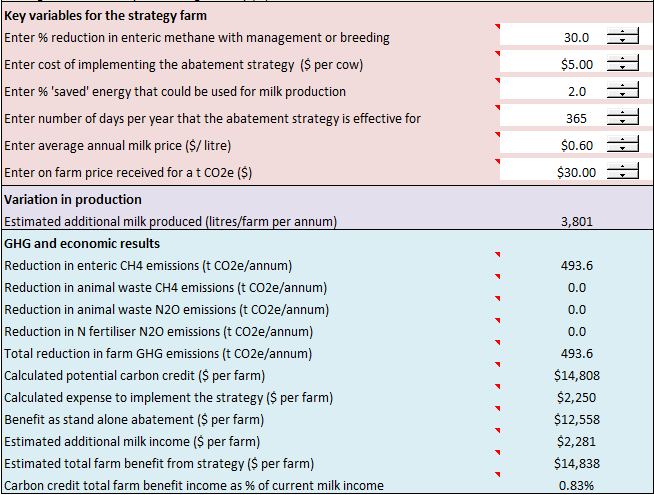 Key variables for the strategy farm
Enter % reduction in enteric methane with management or breeding 30.0
Enter cost of implementing the abatement strategy ($ per cow) $5.00
Enter % 'saved' energy that could be used for milk production 2.0
Enter number of days per year that the abatement strategy is effective for 365
Enter average annual milk price ($/ litre) $0.60
Enter on farm price received for a t CO2e ($) $30.00
Variation in production
Estimated additional milk produced (litres/farm per annum) 3,801
GHG and economic results
Reduction in enteric CH4 emissions (t CO2e/annum) 493.6
Reduction in animal waste CH4 emissions (t CO2e/annum) 0.0
Reduction in animal waste N2O emissions (t CO2e/annum) 0.0
Reduction in N fertiliser N2O emissions (t CO2e/annum) 0.0
Total reduction in farm GHG emissions (t CO2e/annum) 493.6
Calculated potential carbon credit ($ per farm) $14,808
Calculated expense to implement the strategy ($ per farm) $2,250
Benefit as stand alone abatement ($ per farm) $12,558
Estimated additional milk income ($ per farm) $2,281
Estimated total farm benefit from strategy ($ per farm) $14,838
Carbon credit total farm benefit income as % of current milk income 0.83%